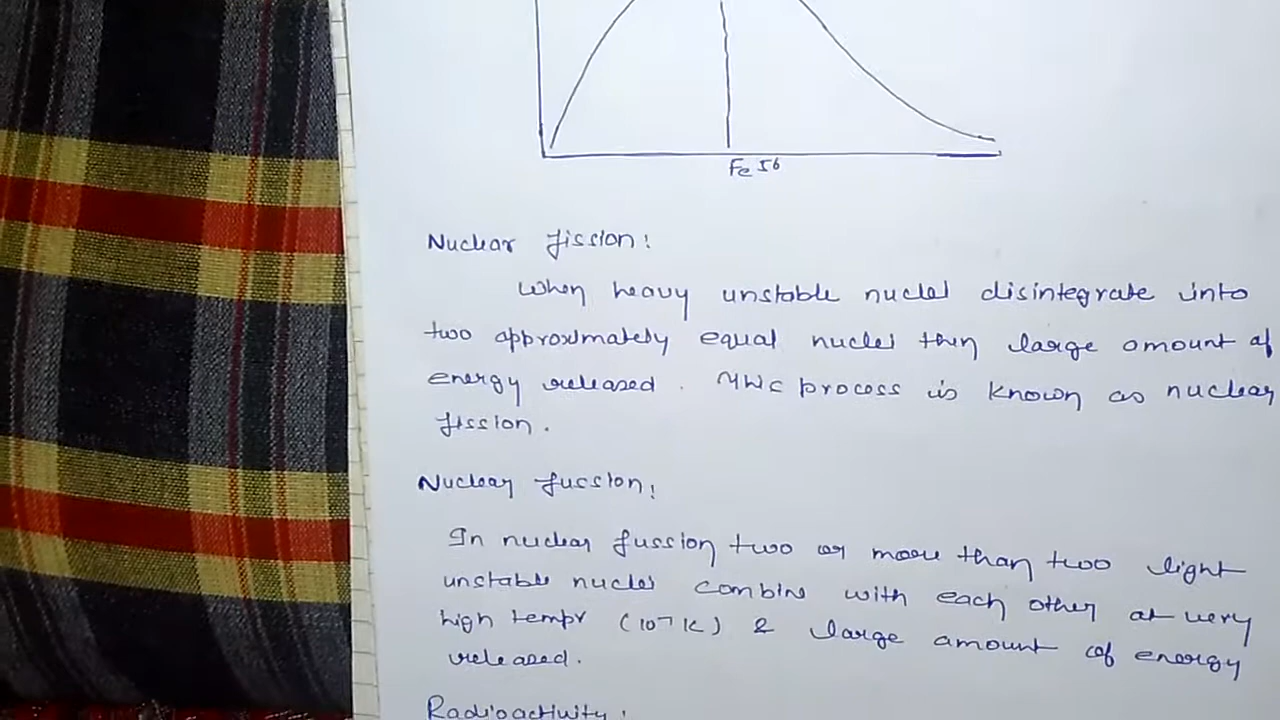 Fe 56
Nuclear fission:
When heavy unstable nuclei disintegrate into
two approximately equal nuclei then large amount of
energy released. process is known as nuclear
fission.
Nuclear fussion:
In nuclear fussion two or more than two light
unstable nuclei combine with each other at very
high tempr (10⁷ K) & large amount of energy
released.
Radioactivity: